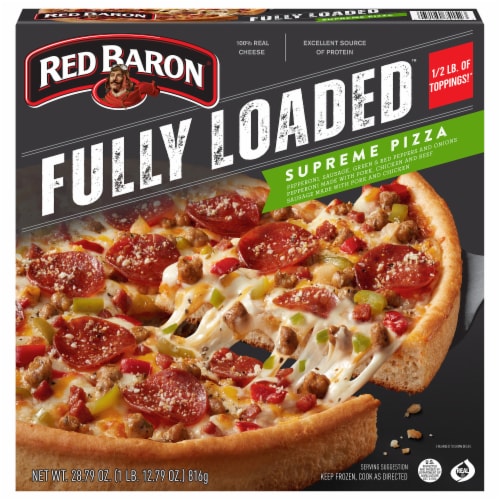 RED BARON®
100% REAL
CHEESE
EXCELLENT SOURCE
OF PROTEIN
1/2 LB. OF
TOPPINGS!*
FULLY LOADED™
SUPREME PIZZA
PEPPERONI, SAUSAGE, GREEN & RED PEPPERS AND ONIONS
PEPPERONI MADE WITH PORK, CHICKEN AND BEEF
SAUSAGE MADE WITH PORK AND CHICKEN
NET WT. 28.79 OZ. (1 LB. 12.79 OZ.) 816g
SERVING SUGGESTION
KEEP FROZEN, COOK AS DIRECTED
REAL